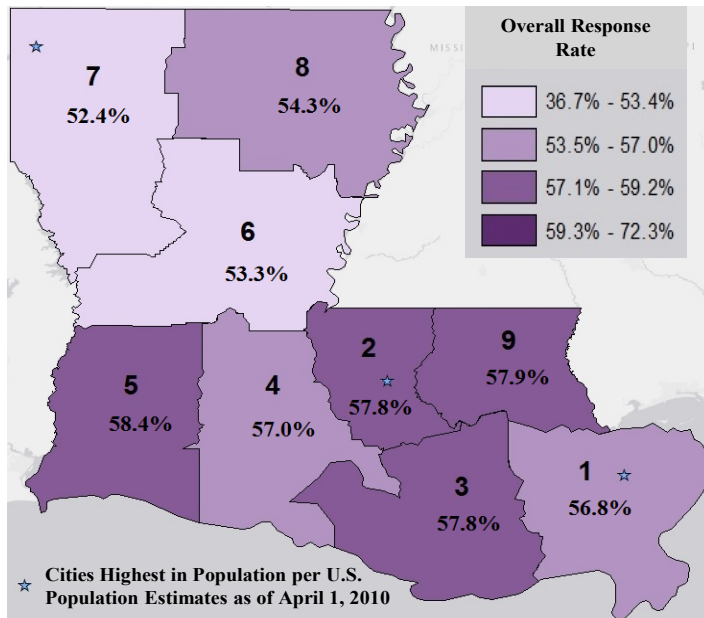 Overall Response
Rate
36.7% - 53.4%
53.5% - 57.0%
57.1% - 59.2%
59.3% - 72.3%
MISSI
PI
7
52.4%
8
54.3%
6
53.3%
5
58.4%
4
57.0%
2
57.8%
9
57.9%
3
57.8%
1
56.8%
Cities Highest in Population per U.S.
Population Estimates as of April 1, 2010